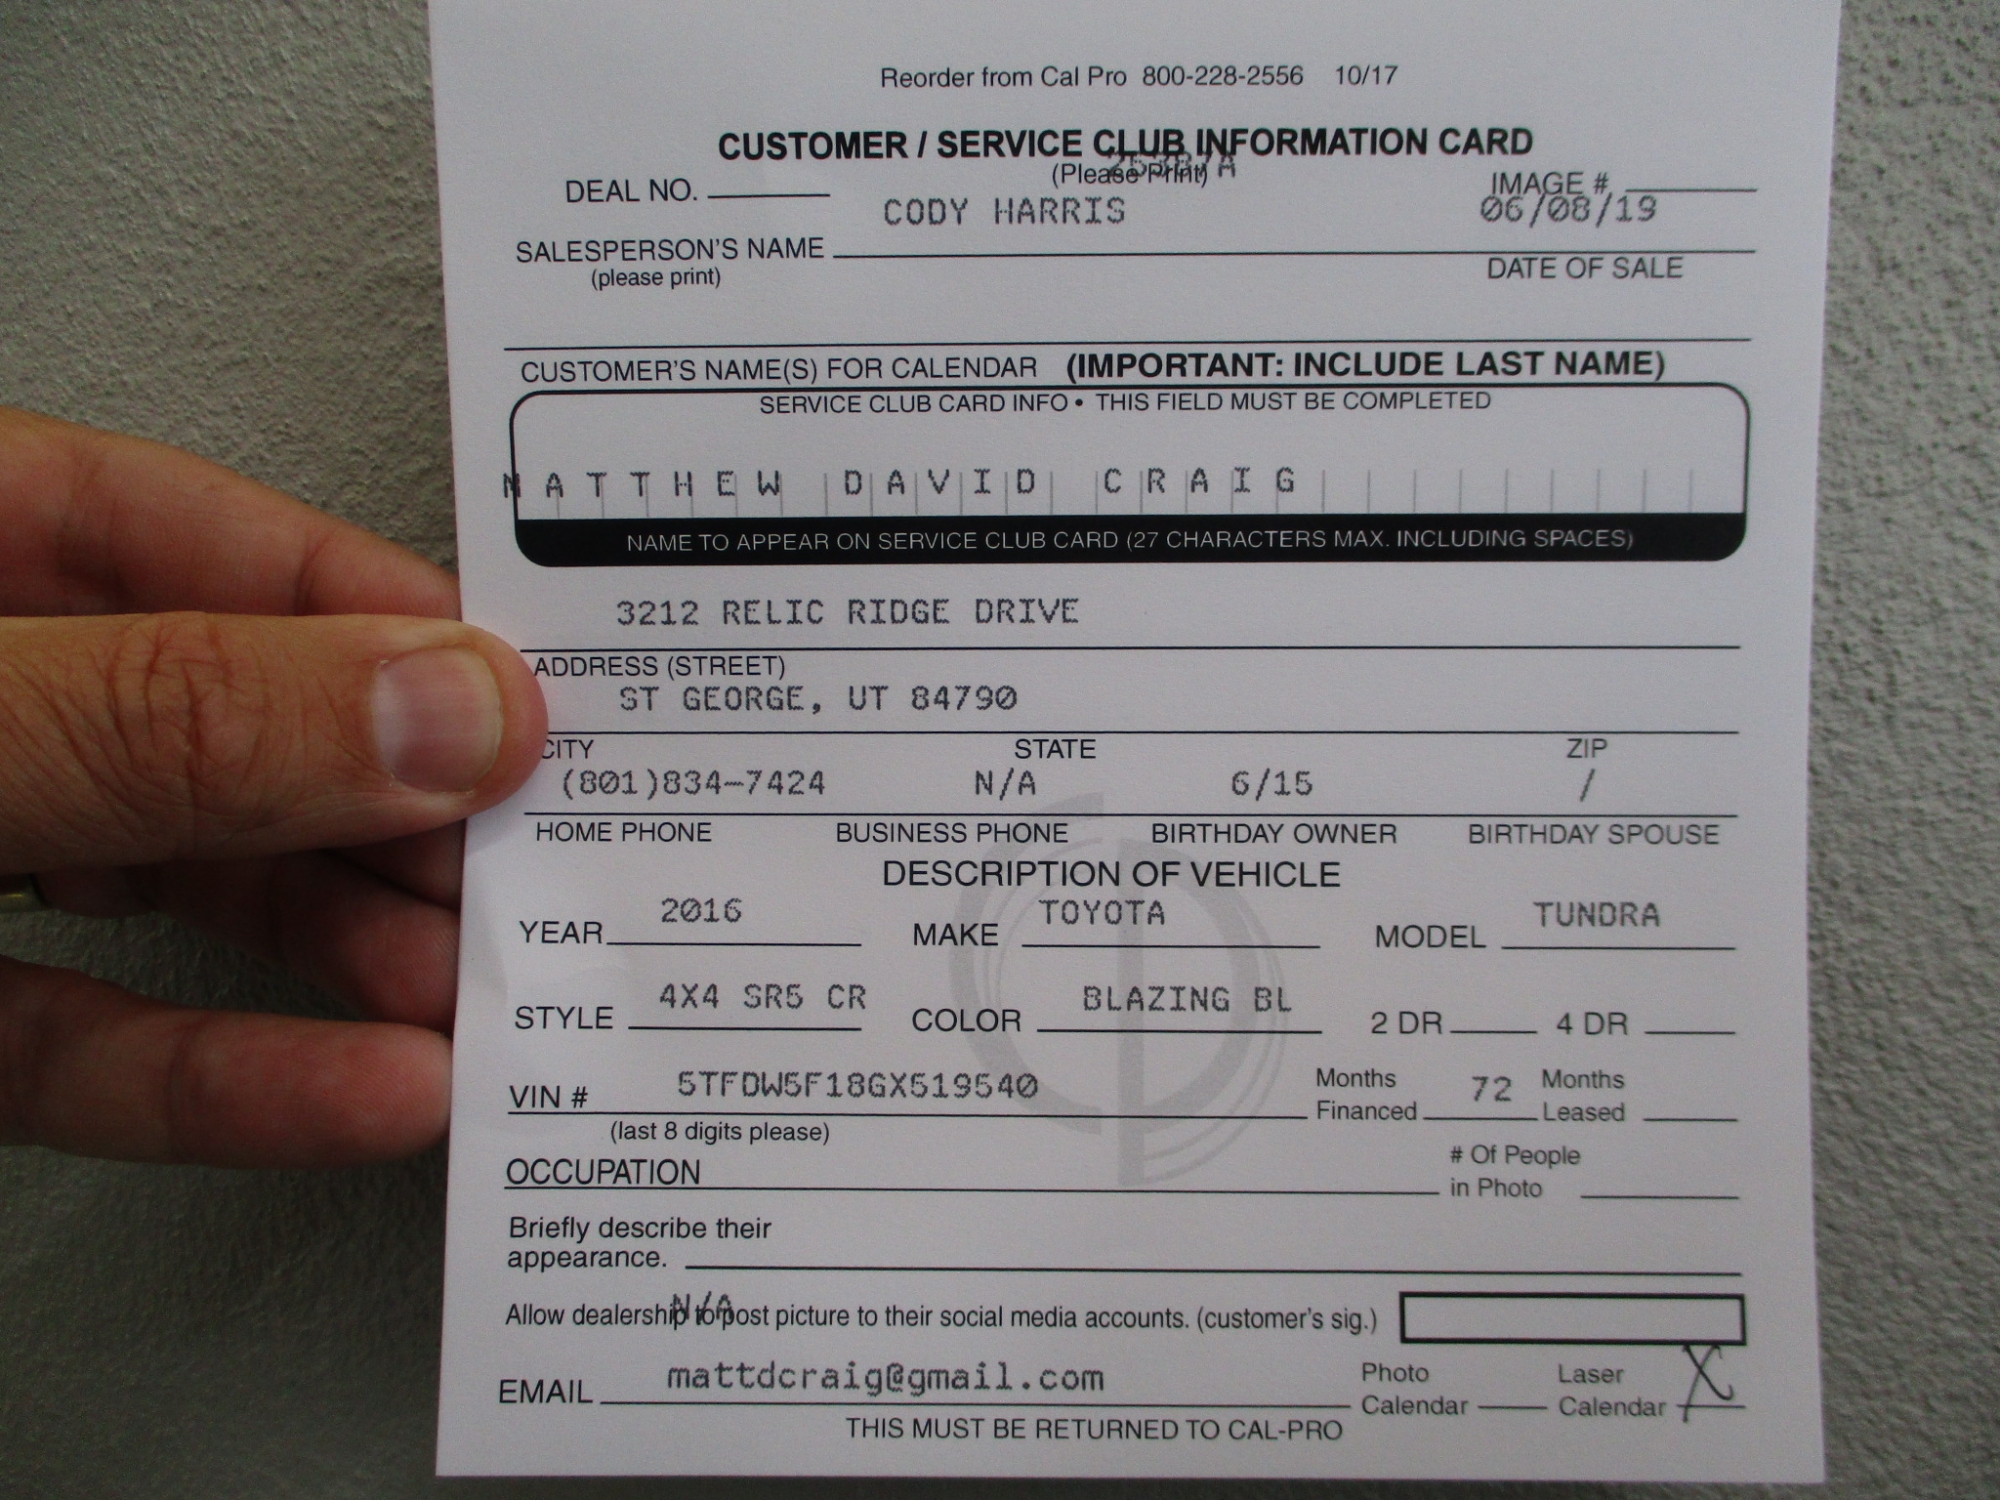 Reorder from Cal Pro 800-228-2556 10/17
CUSTOMER / SERVICE CLUB INFORMATION CARD
(Please Print)
DEAL NO. IMAGE #
CODY HARRIS 06/08/19
SALESPERSON'S NAME DATE OF SALE
(please print)
CUSTOMER'S NAME(S) FOR CALENDAR (IMPORTANT: INCLUDE LAST NAME)
SERVICE CLUB CARD INFO • THIS FIELD MUST BE COMPLETED
MATTHEW DAVID CRAIG
NAME TO APPEAR ON SERVICE CLUB CARD (27 CHARACTERS MAX. INCLUDING SPACES)
3212 RELIC RIDGE DRIVE
ADDRESS (STREET)
ST GEORGE, UT 84790
CITY STATE ZIP
(801)834-7424 N/A 6/15 /
HOME PHONE BUSINESS PHONE BIRTHDAY OWNER BIRTHDAY SPOUSE
DESCRIPTION OF VEHICLE
YEAR 2016 MAKE TOYOTA MODEL TUNDRA
STYLE 4X4 SR5 CR COLOR BLAZING BL 2 DR 4 DR
VIN # 5TFDW5F18GX519540 Months Financed 72 Months Leased
(last 8 digits please)
OCCUPATION # Of People in Photo
Briefly describe their
appearance.
N/A
Allow dealership to post picture to their social media accounts. (customer's sig.)
EMAIL mattdcraig@gmail.com Photo Calendar Laser Calendar X
THIS MUST BE RETURNED TO CAL-PRO